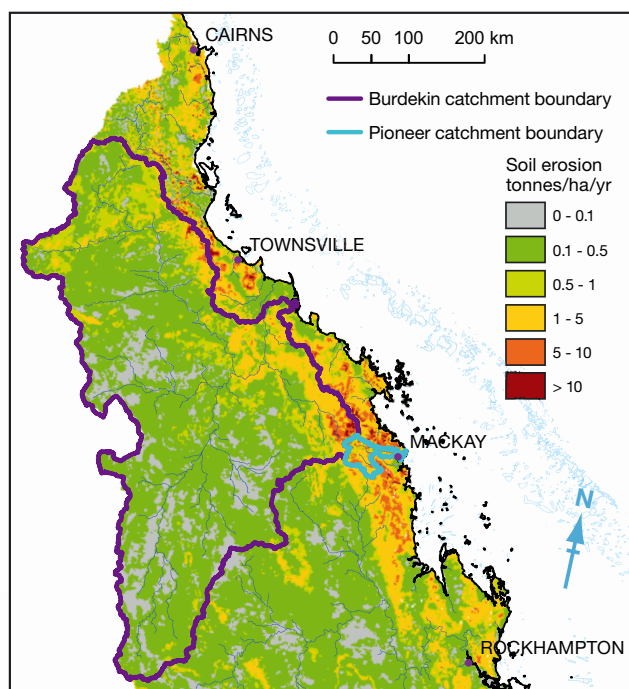 CAIRNS
0 50 100 200 km
Burdekin catchment boundary
Pioneer catchment boundary
Soil erosion
tonnes/ha/yr
0 - 0.1
TOWNSVILLE
0.1 - 0.5
0.5 - 1
1 - 5
5 - 10
> 10
MACKAY
N
ROCKHAMPTON